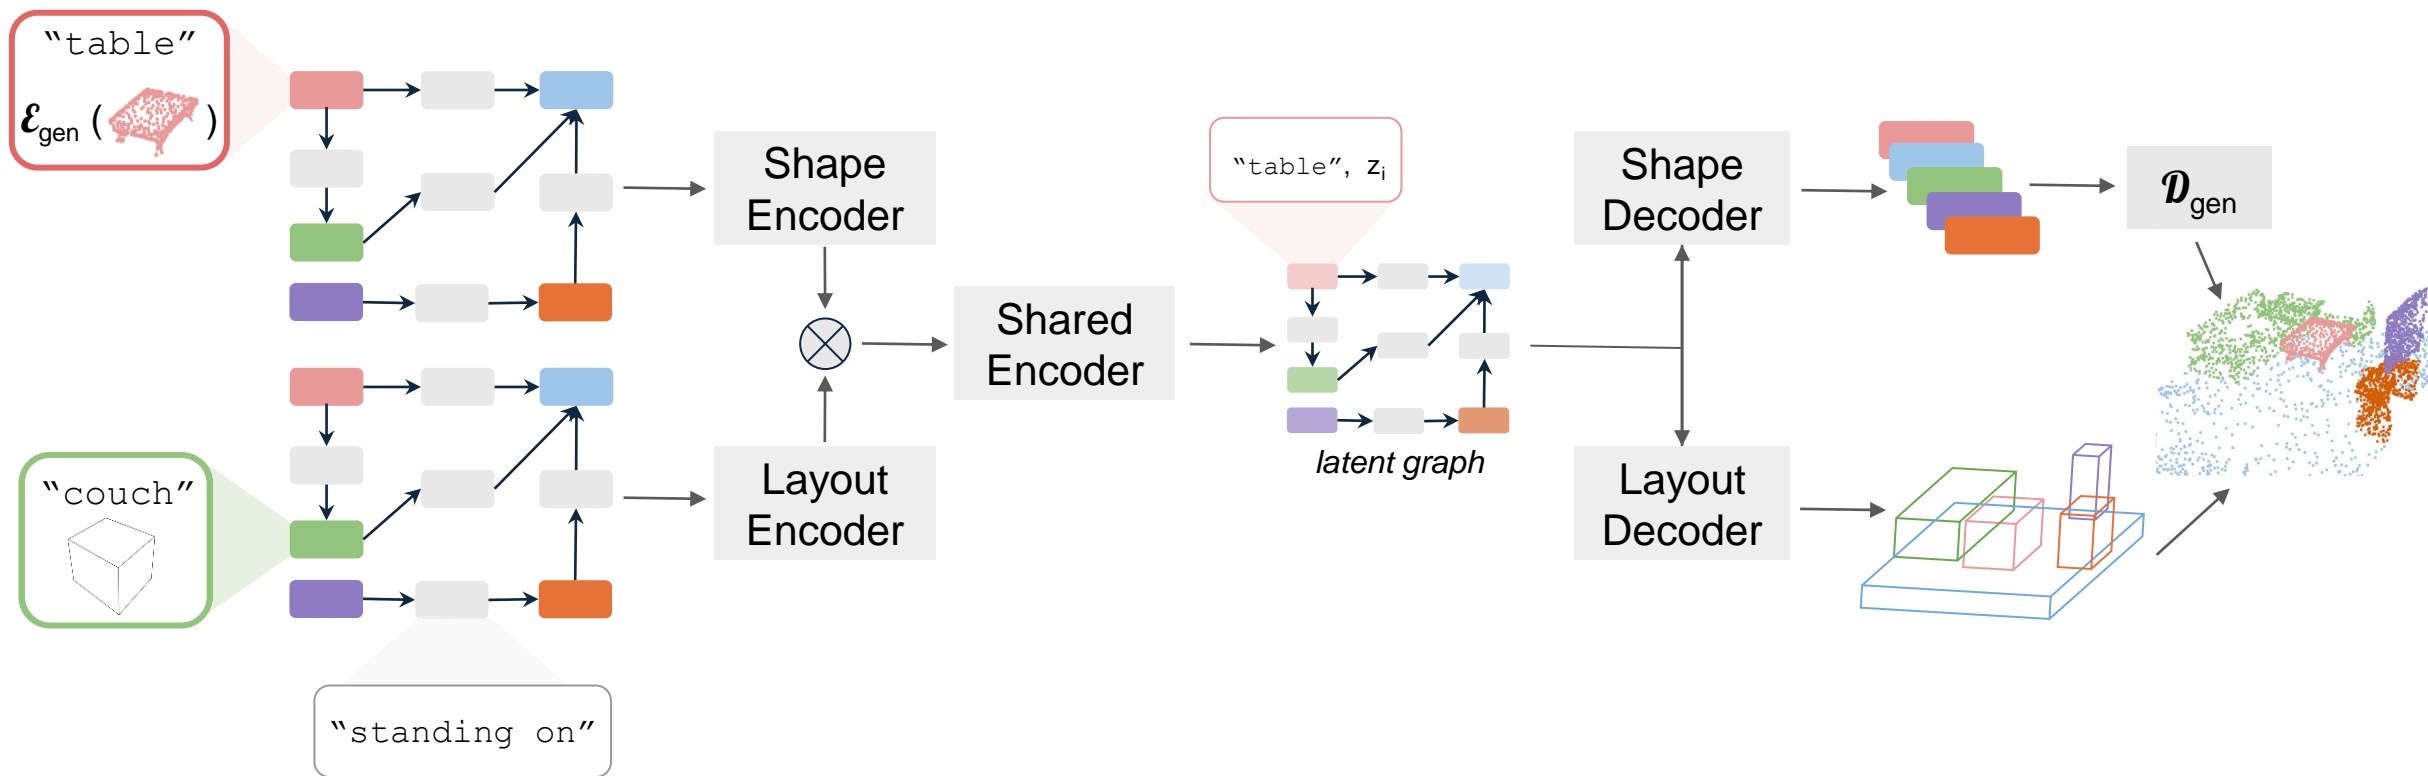 “table”
ℰgen ( )
“couch”
“standing on”
Shape
Encoder
Layout
Encoder
Shared
Encoder
“table”, zi
latent graph
Shape
Decoder
Layout
Decoder
𝒟gen